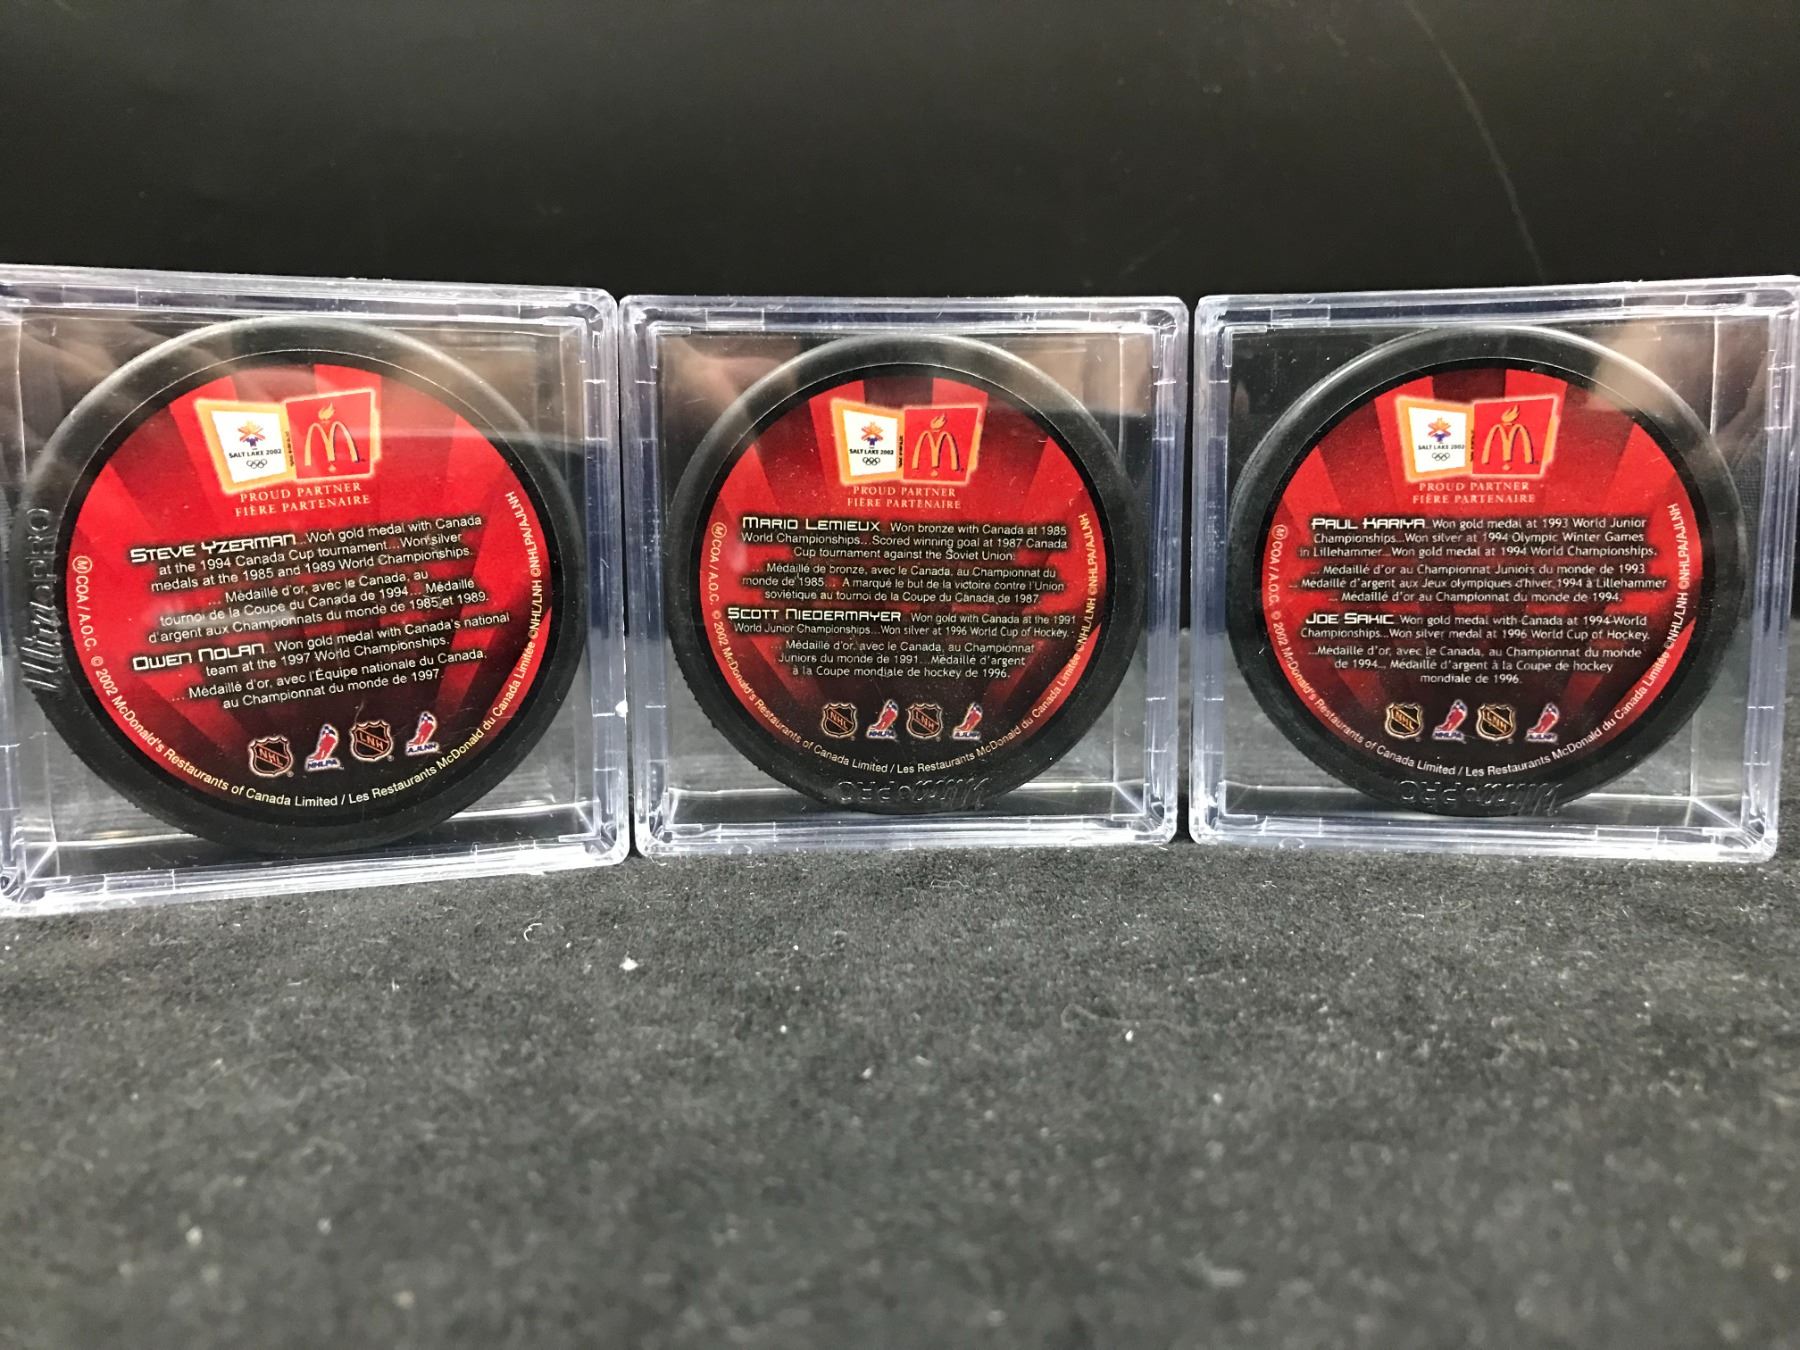 SALT LAKE 2002
PROUD PARTNER
FIÈRE PARTENAIRE
STEVE YZERMAN...Won gold medal with Canada
at the 1994 Canada Cup tournament...Won silver
medals at the 1985 and 1989 World Championships.
... Médaillé d'or, avec le Canada, au
tournoi de la Coupe du Canada de 1994... Médaillé
d'argent aux Championnats du monde de 1985 et 1989.
OWEN NOLAN Won gold medal with Canada's national
team at the 1997 World Championships.
... Médaillé d'or, avec l'Équipe nationale du Canada,
au Championnat du monde de 1997.
NHL NHLPA LNH AJLNH
Ⓜ COA / A.O.C. © 2002 McDonald's Restaurants of Canada Limited / Les Restaurants McDonald du Canada Limitée ©NHL/LNH ©NHLPA/AJLNH
SALT LAKE 2002
PROUD PARTNER
FIÈRE PARTENAIRE
MARIO LEMIEUX Won bronze with Canada at 1985
World Championships...Scored winning goal at 1987 Canada
Cup tournament against the Soviet Union.
... Médaillé de bronze, avec le Canada, au Championnat du
monde de 1985... A marqué le but de la victoire contre l'Union
soviétique au tournoi de la Coupe du Canada de 1987.
SCOTT NIEDERMAYER Won gold with Canada at the 1991
World Junior Championships...Won silver at 1996 World Cup of Hockey.
... Médaillé d'or, avec le Canada, au Championnat
Juniors du monde de 1991...Médaillé d'argent
à la Coupe mondiale de hockey de 1996.
NHL NHLPA LNH AJLNH
Ⓜ COA / A.O.C. © 2002 McDonald's Restaurants of Canada Limited / Les Restaurants McDonald du Canada Limitée ©NHL/LNH ©NHLPA/AJLNH
SALT LAKE 2002
PROUD PARTNER
FIÈRE PARTENAIRE
PAUL KARIYA Won gold medal at 1993 World Junior
Championships...Won silver at 1994 Olympic Winter Games
in Lillehammer...Won gold medal at 1994 World Championships.
... Médaillé d'or au Championnat Juniors du monde de 1993
... Médaillé d'argent aux Jeux olympiques d'hiver 1994 à Lillehammer
... Médaillé d'or au Championnat du monde de 1994.
JOE SAKIC Won gold medal with Canada at 1994 World
Championships...Won silver medal at 1996 World Cup of Hockey.
...Médaillé d'or, avec le Canada, au Championnat du monde
de 1994... Médaillé d'argent à la Coupe de hockey
mondiale de 1996.
NHL NHLPA LNH AJLNH
Ⓜ COA / A.O.C. © 2002 McDonald's Restaurants of Canada Limited / Les Restaurants McDonald du Canada Limitée ©NHL/LNH ©NHLPA/AJLNH
Ultra•PRO
Ultra•PRO
Ultra•PRO